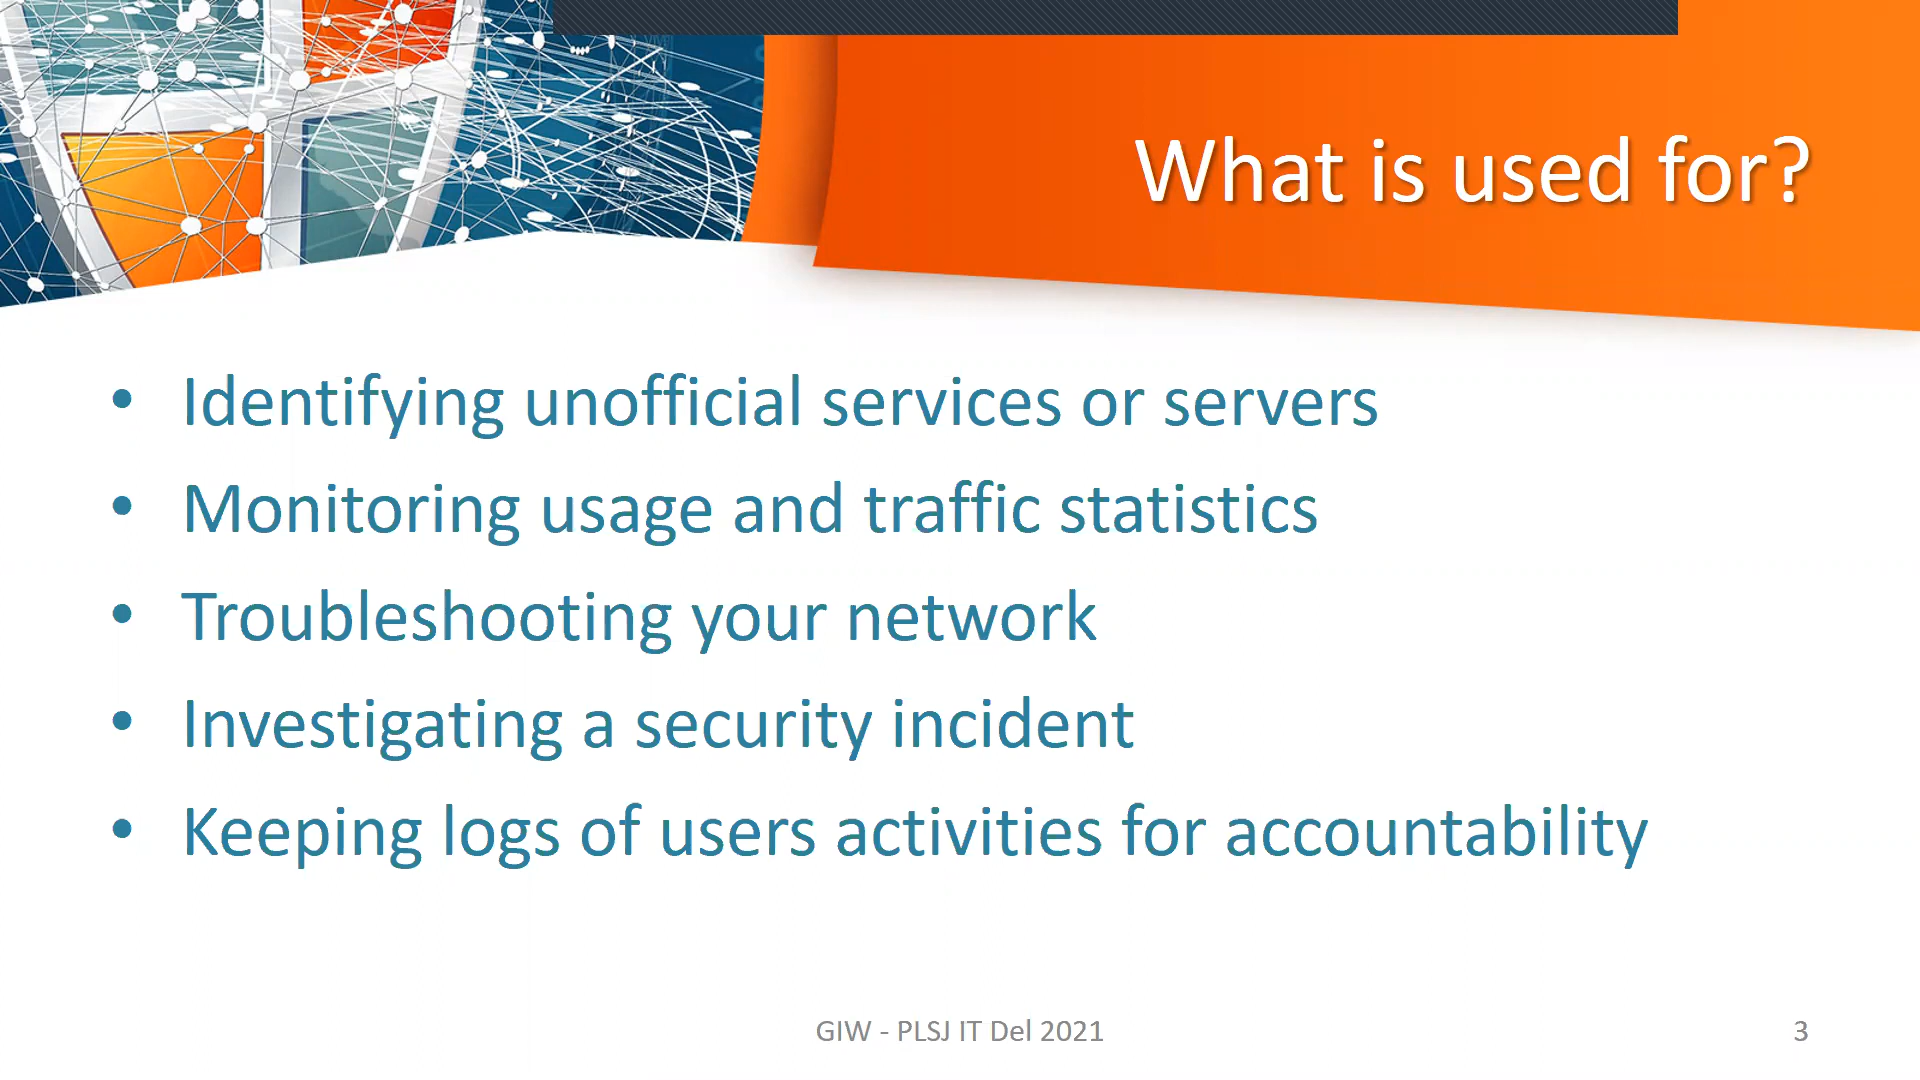 What is used for?
• Identifying unofficial services or servers
• Monitoring usage and traffic statistics
• Troubleshooting your network
• Investigating a security incident
• Keeping logs of users activities for accountability
GIW - PLSJ IT Del 2021
3